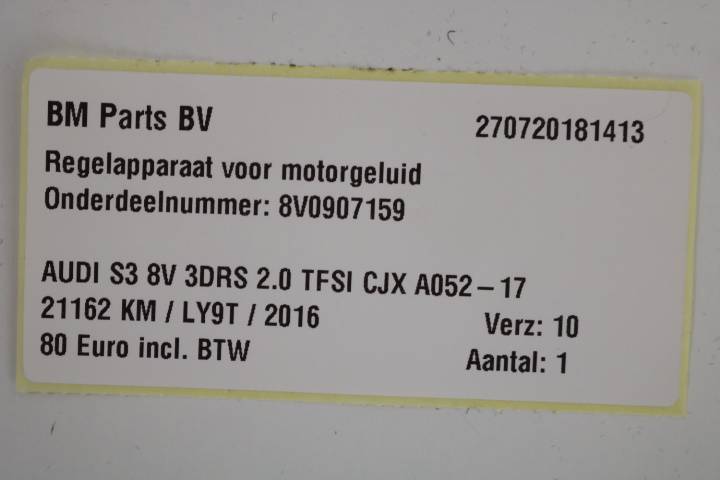 BM Parts BV 270720181413
Regelapparaat voor motorgeluid
Onderdeelnummer: 8V0907159
AUDI S3 8V 3DRS 2.0 TFSI CJX A052-17
21162 KM / LY9T / 2016 Verz: 10
80 Euro incl. BTW Aantal: 1